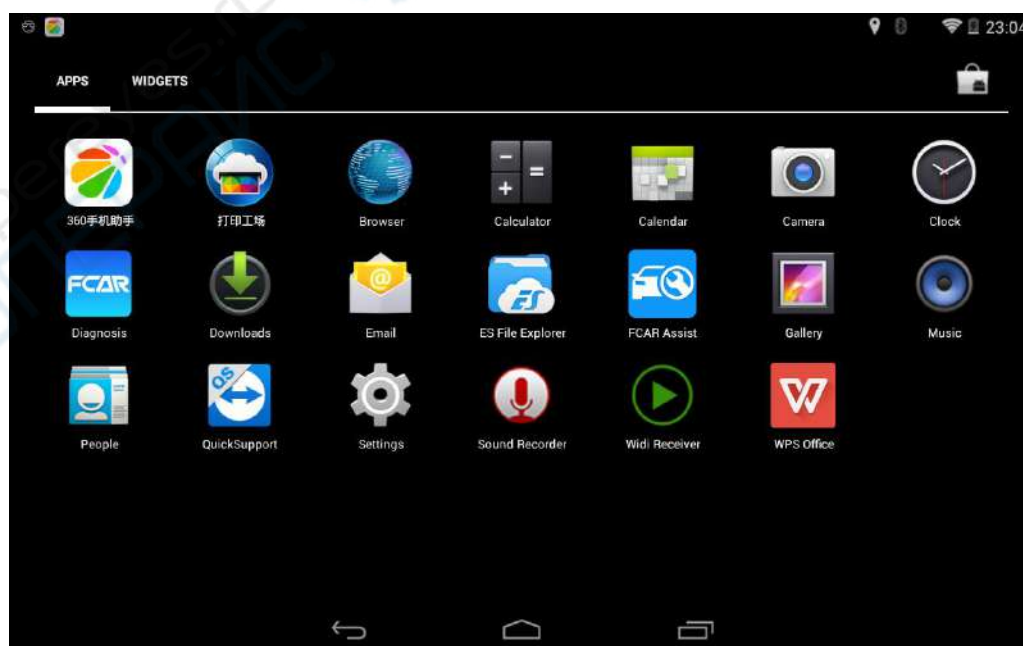 23:04
APPS WIDGETS
360手机助手 打印工场 Browser Calculator Calendar Camera Clock
FCAR
Diagnosis Downloads Email ES File Explorer FCAR Assist Gallery Music
QS
People QuickSupport Settings Sound Recorder Widi Receiver WPS Office